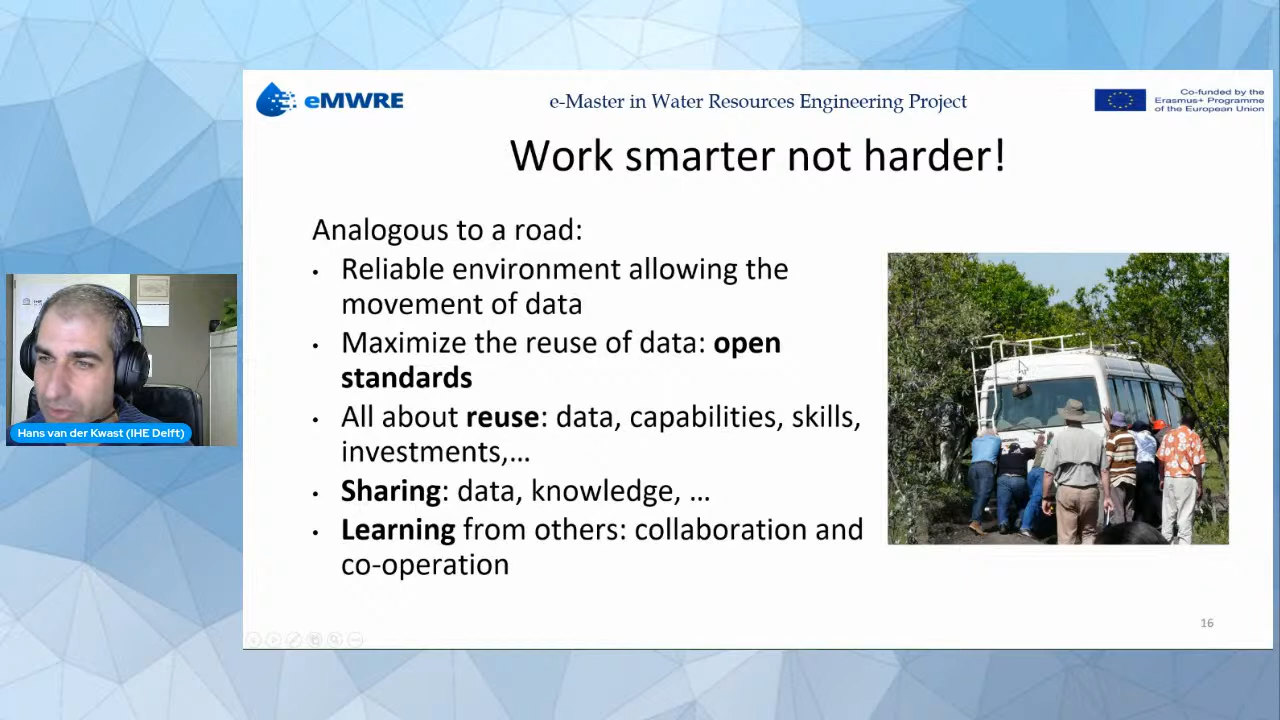 eMWRE
e-Master in Water Resources Engineering Project
Co-funded by the
Erasmus+ Programme
of the European Union
Work smarter not harder!
Analogous to a road:
• Reliable environment allowing the
movement of data
• Maximize the reuse of data: open
standards
• All about reuse: data, capabilities, skills,
investments,...
• Sharing: data, knowledge, ...
• Learning from others: collaboration and
co-operation
Hans van der Kwast (IHE Delft)
16